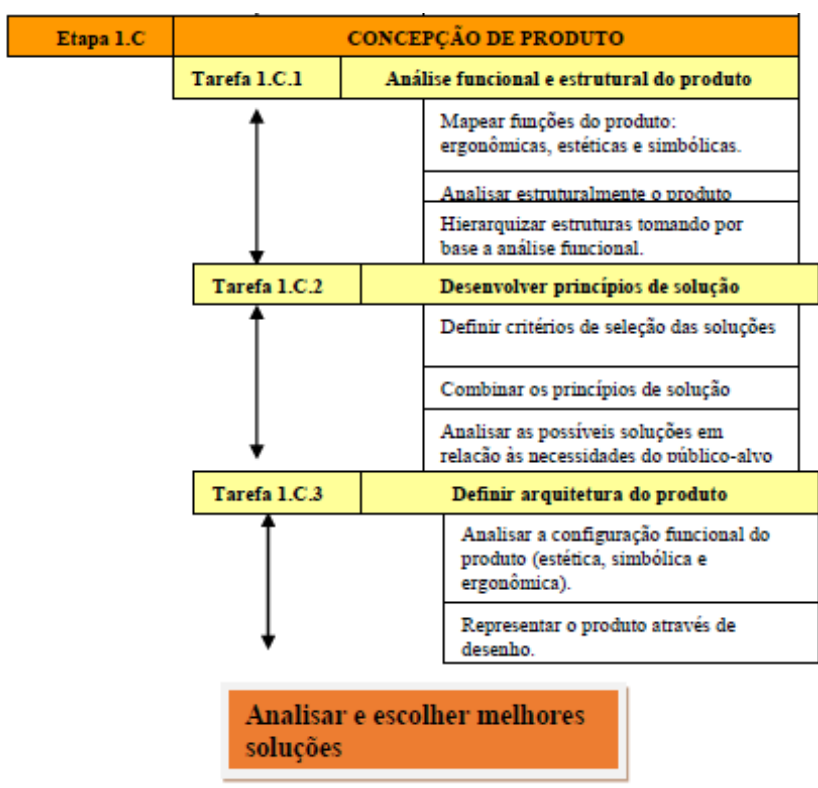 Etapa 1.C CONCEPÇÃO DE PRODUTO
Tarefa 1.C.1 Análise funcional e estrutural do produto
Mapear funções do produto:
ergonômicas, estéticas e simbólicas.
Analisar estruturalmente o produto
Hierarquizar estruturas tomando por
base a análise funcional.
Tarefa 1.C.2 Desenvolver princípios de solução
Definir critérios de seleção das soluções
Combinar os princípios de solução
Analisar as possíveis soluções em
relação às necessidades do público-alvo
Tarefa 1.C.3 Definir arquitetura do produto
Analisar a configuração funcional do
produto (estética, simbólica e
ergonômica).
Representar o produto através de
desenho.
Analisar e escolher melhores
soluções